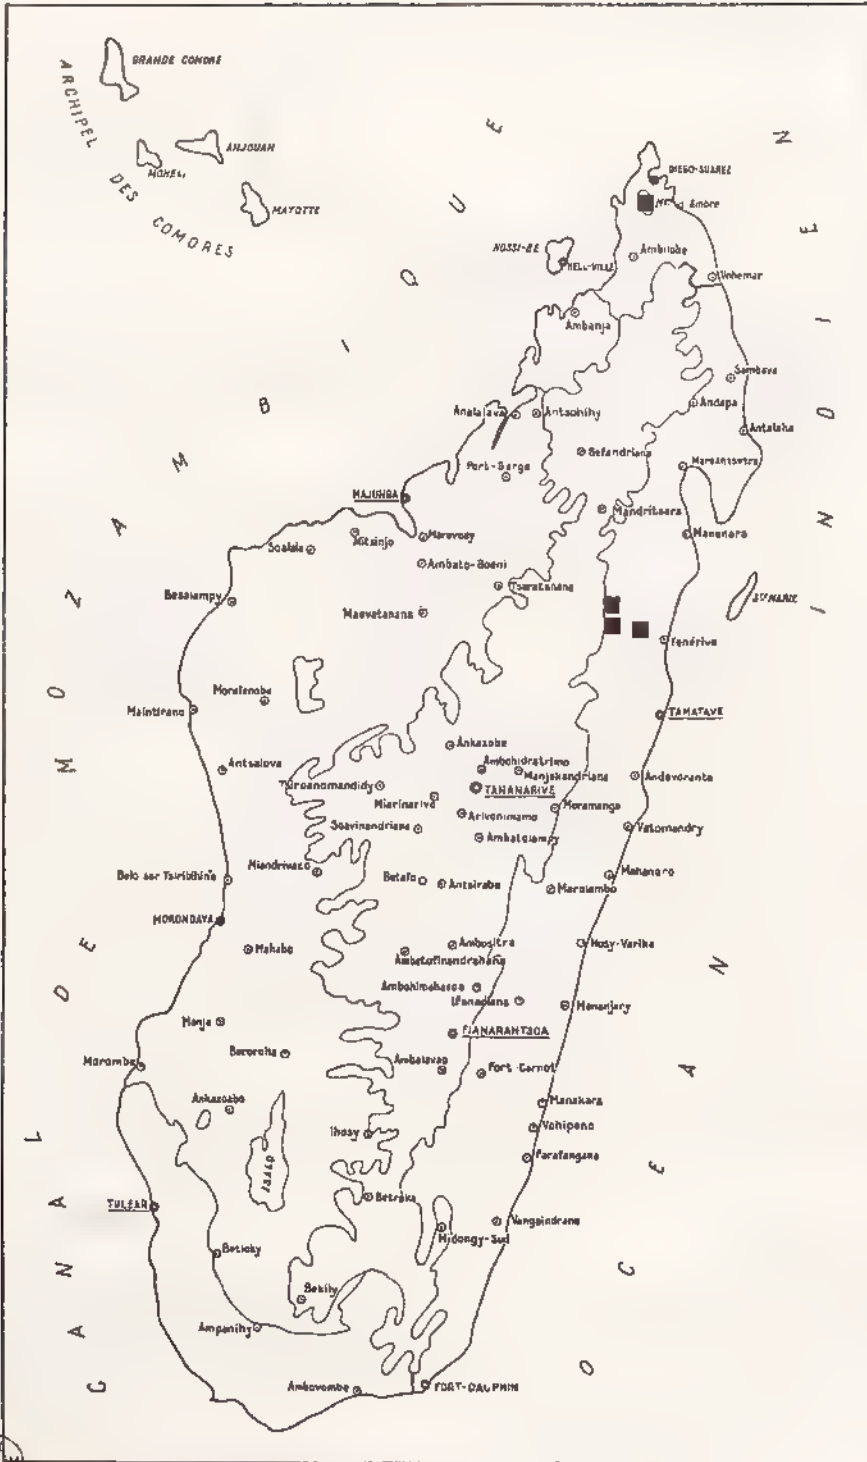 GRANDE COMORE
ARCHIPEL DES COMORES
ANJOUAN
MOHELI
MAYOTTE
CANAL DE MOZAMBIQUE
OCEAN INDIEN
DIEGO-SUAREZ
NOSSI-BE
HELL-VILLE
Ambilobe
Vohemar
Ambanja
Sambava
Andapa
Analalava
Antsohihy
Antalaha
Befandriana
Maroantsetra
Port-Berge
MAJUNGA
Mandritsara
Mitsinjo
Marovoay
Mananara
Soalala
Ambato-Boeni
Tsaratanana
Besalampy
Ste MARIE
Maevatanana
Fenerive
Morafenobe
Maintirano
TAMATAVE
Ankazobe
Antsalova
Ambohidratrimo
Manjakandriana
Andevorante
Tsiroanomandidy
TANANARIVE
Miarinarivo
Moramanga
Arivonimamo
Soavinandriana
Vatomandry
Ambatolampy
Miandrivazo
Mahanoro
Belo sur Tsiribihina
Betafo
Antsirabe
Marolambo
MORONDAVA
Mahabo
Ambositra
Nosy-Varika
Ambatofinandrahana
Ambohimahasoa
Ifanadiana
Mananjary
Manja
FIANARANTSOA
Beroroha
Morombe
Ambalavao
Fort-Carnot
Ankazoabo
Manakara
Vohipeno
Ihosy
Farafangana
ISALO
TULEAR
Betroka
Vangaindrano
Midongy-Sud
Betioky
Bekily
Ampanihy
Ambovombe
FORT-DAUPHIN